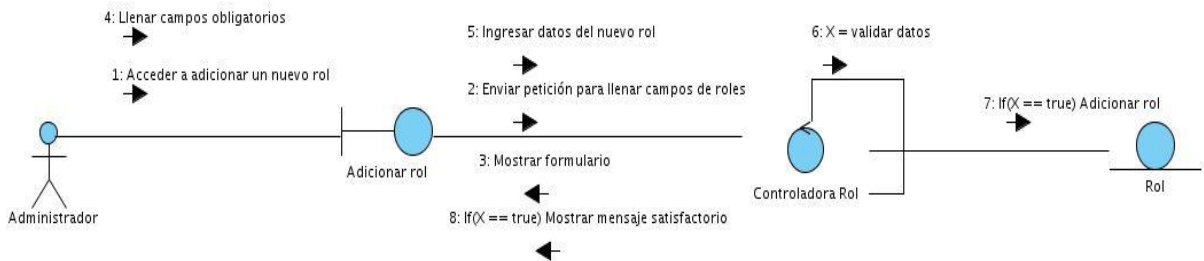 4: Llenar campos obligatorios
5: Ingresar datos del nuevo rol
6: X = validar datos
1: Acceder a adicionar un nuevo rol
2: Enviar petición para llenar campos de roles
7: If(X == true) Adicionar rol
3: Mostrar formulario
Adicionar rol
Controladora Rol
Rol
Administrador
8: If(X == true) Mostrar mensaje satisfactorio